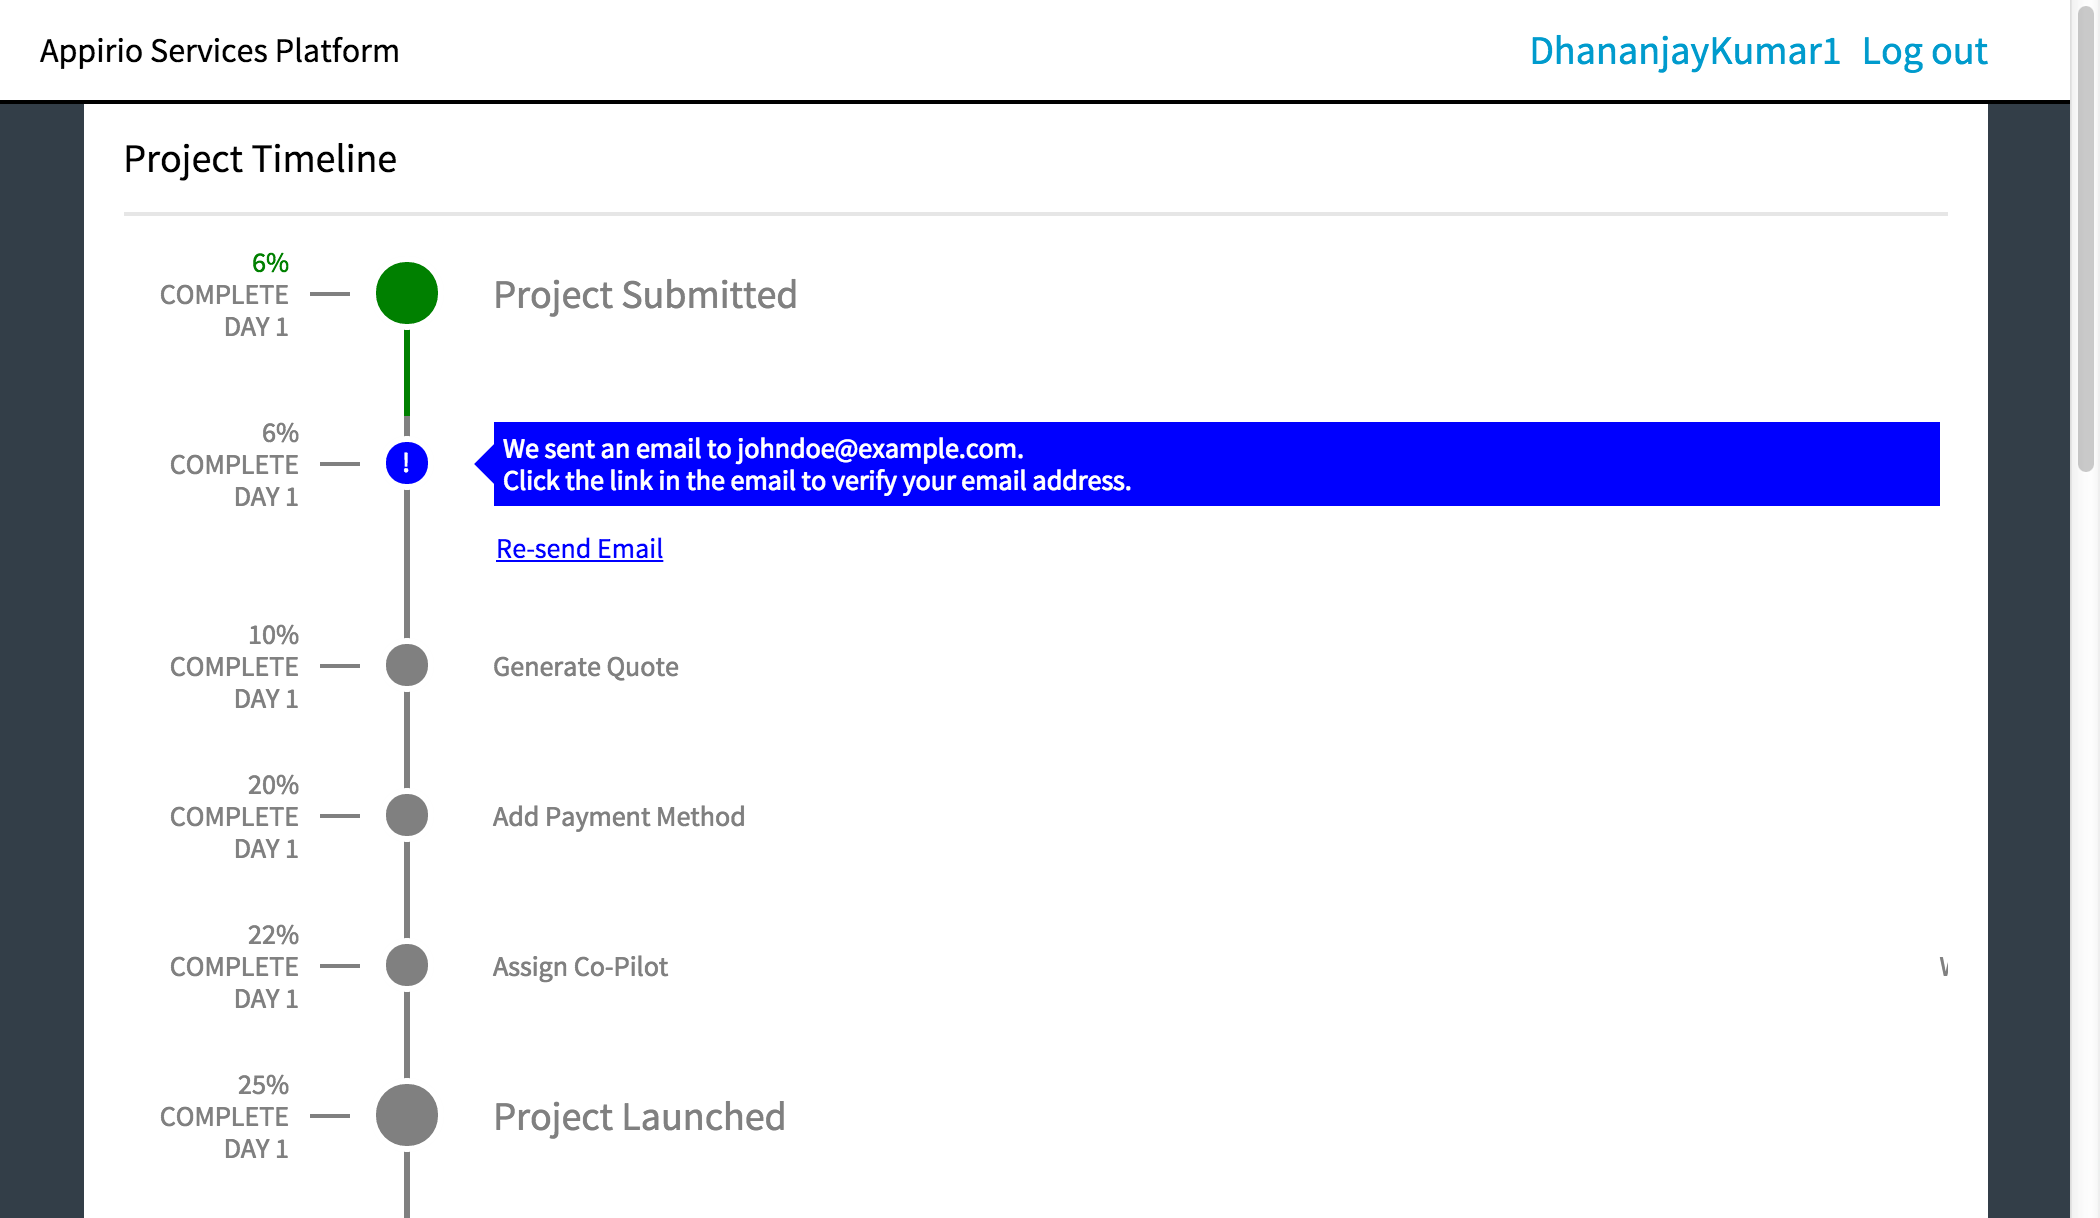 Appirio Services Platform
DhananjayKumar1 Log out
Project Timeline
6%
COMPLETE
DAY 1
Project Submitted
6%
COMPLETE
DAY 1
!
We sent an email to johndoe@example.com.
Click the link in the email to verify your email address.
Re-send Email
10%
COMPLETE
DAY 1
Generate Quote
20%
COMPLETE
DAY 1
Add Payment Method
22%
COMPLETE
DAY 1
Assign Co-Pilot
25%
COMPLETE
DAY 1
Project Launched